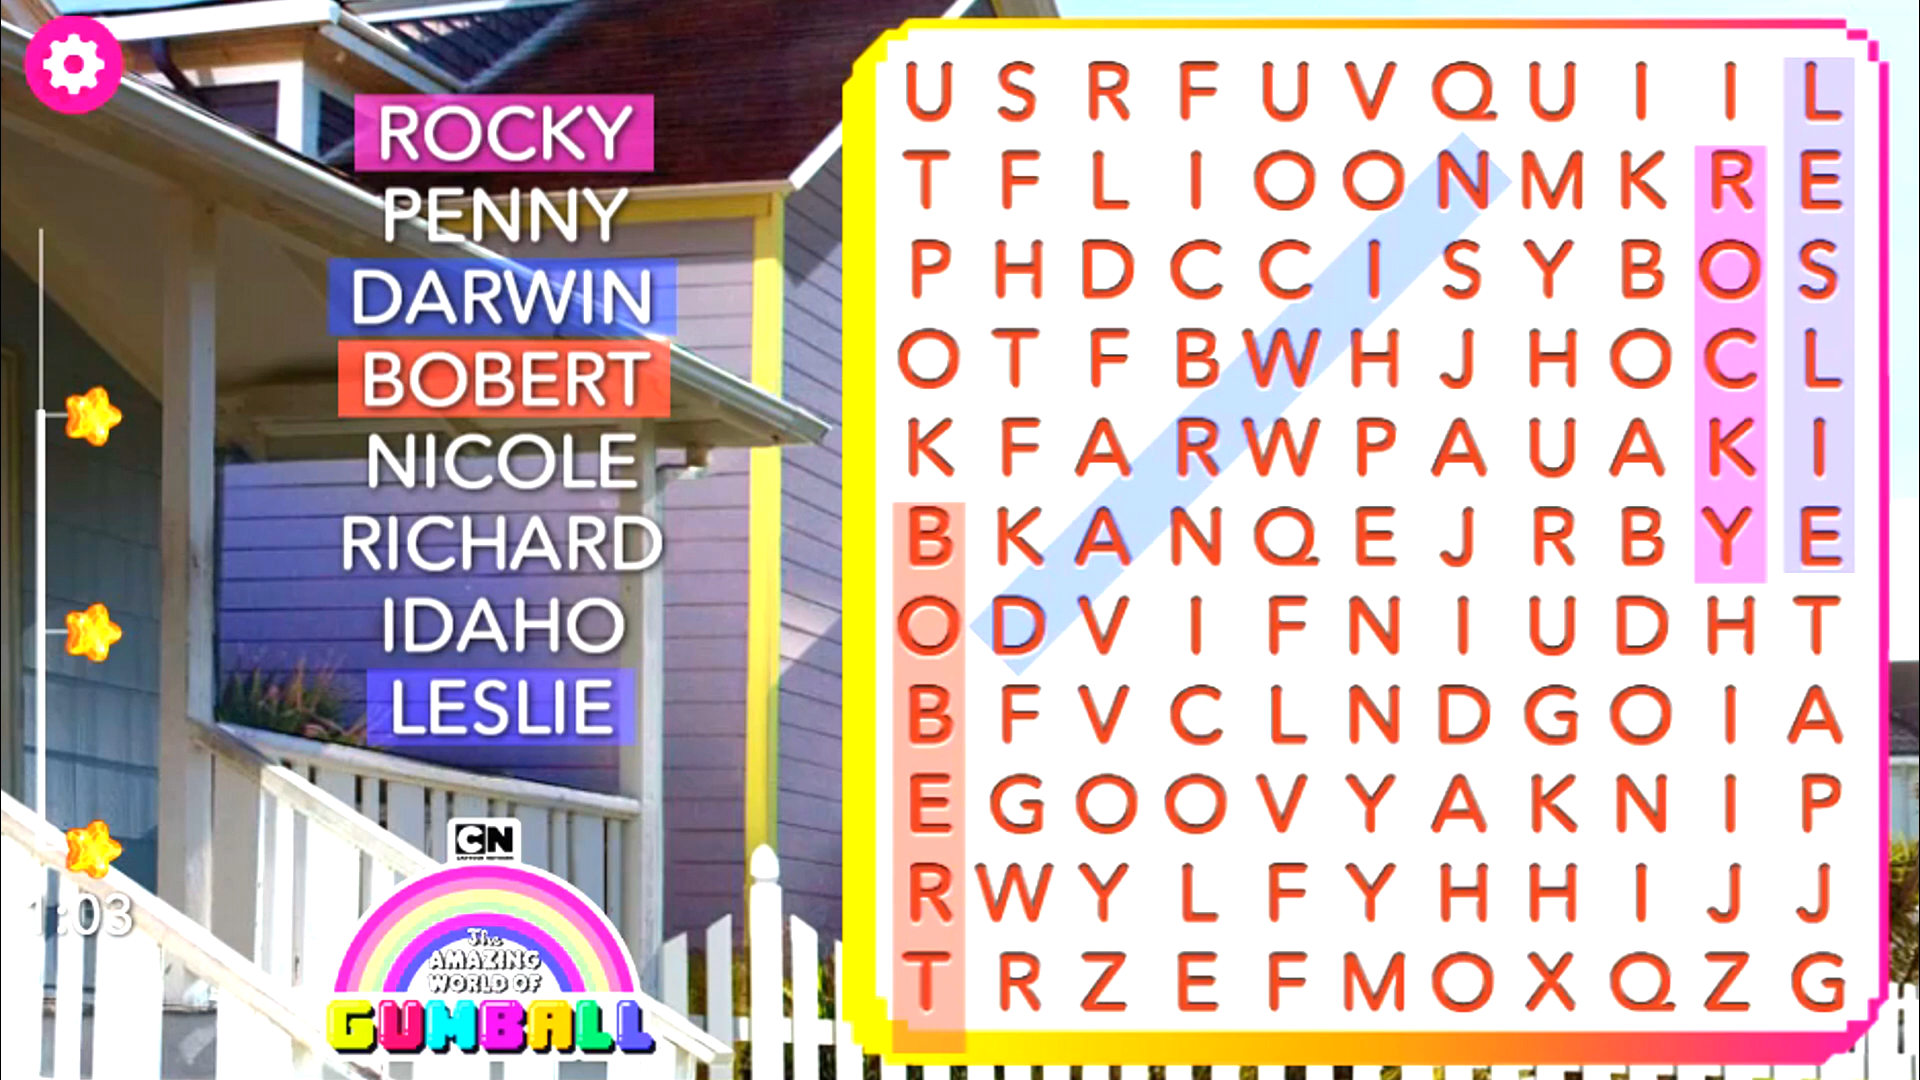 ROCKY
PENNY
DARWIN
BOBERT
NICOLE
RICHARD
IDAHO
LESLIE
1:03
CN
The
AMAZING
WORLD OF
GUMBALL
U S R F U V Q U I I L
T F L I O O N M K R E
P H D C C I S Y B O S
O T F B W H J H O C L
K F A R W P A U A K I
B K A N Q E J R B Y E
O D V I F N I U D H T
B F V C L N D G O I A
E G O O V Y A K N I P
R W Y L F Y H H I J J
T R Z E F M O X Q Z G